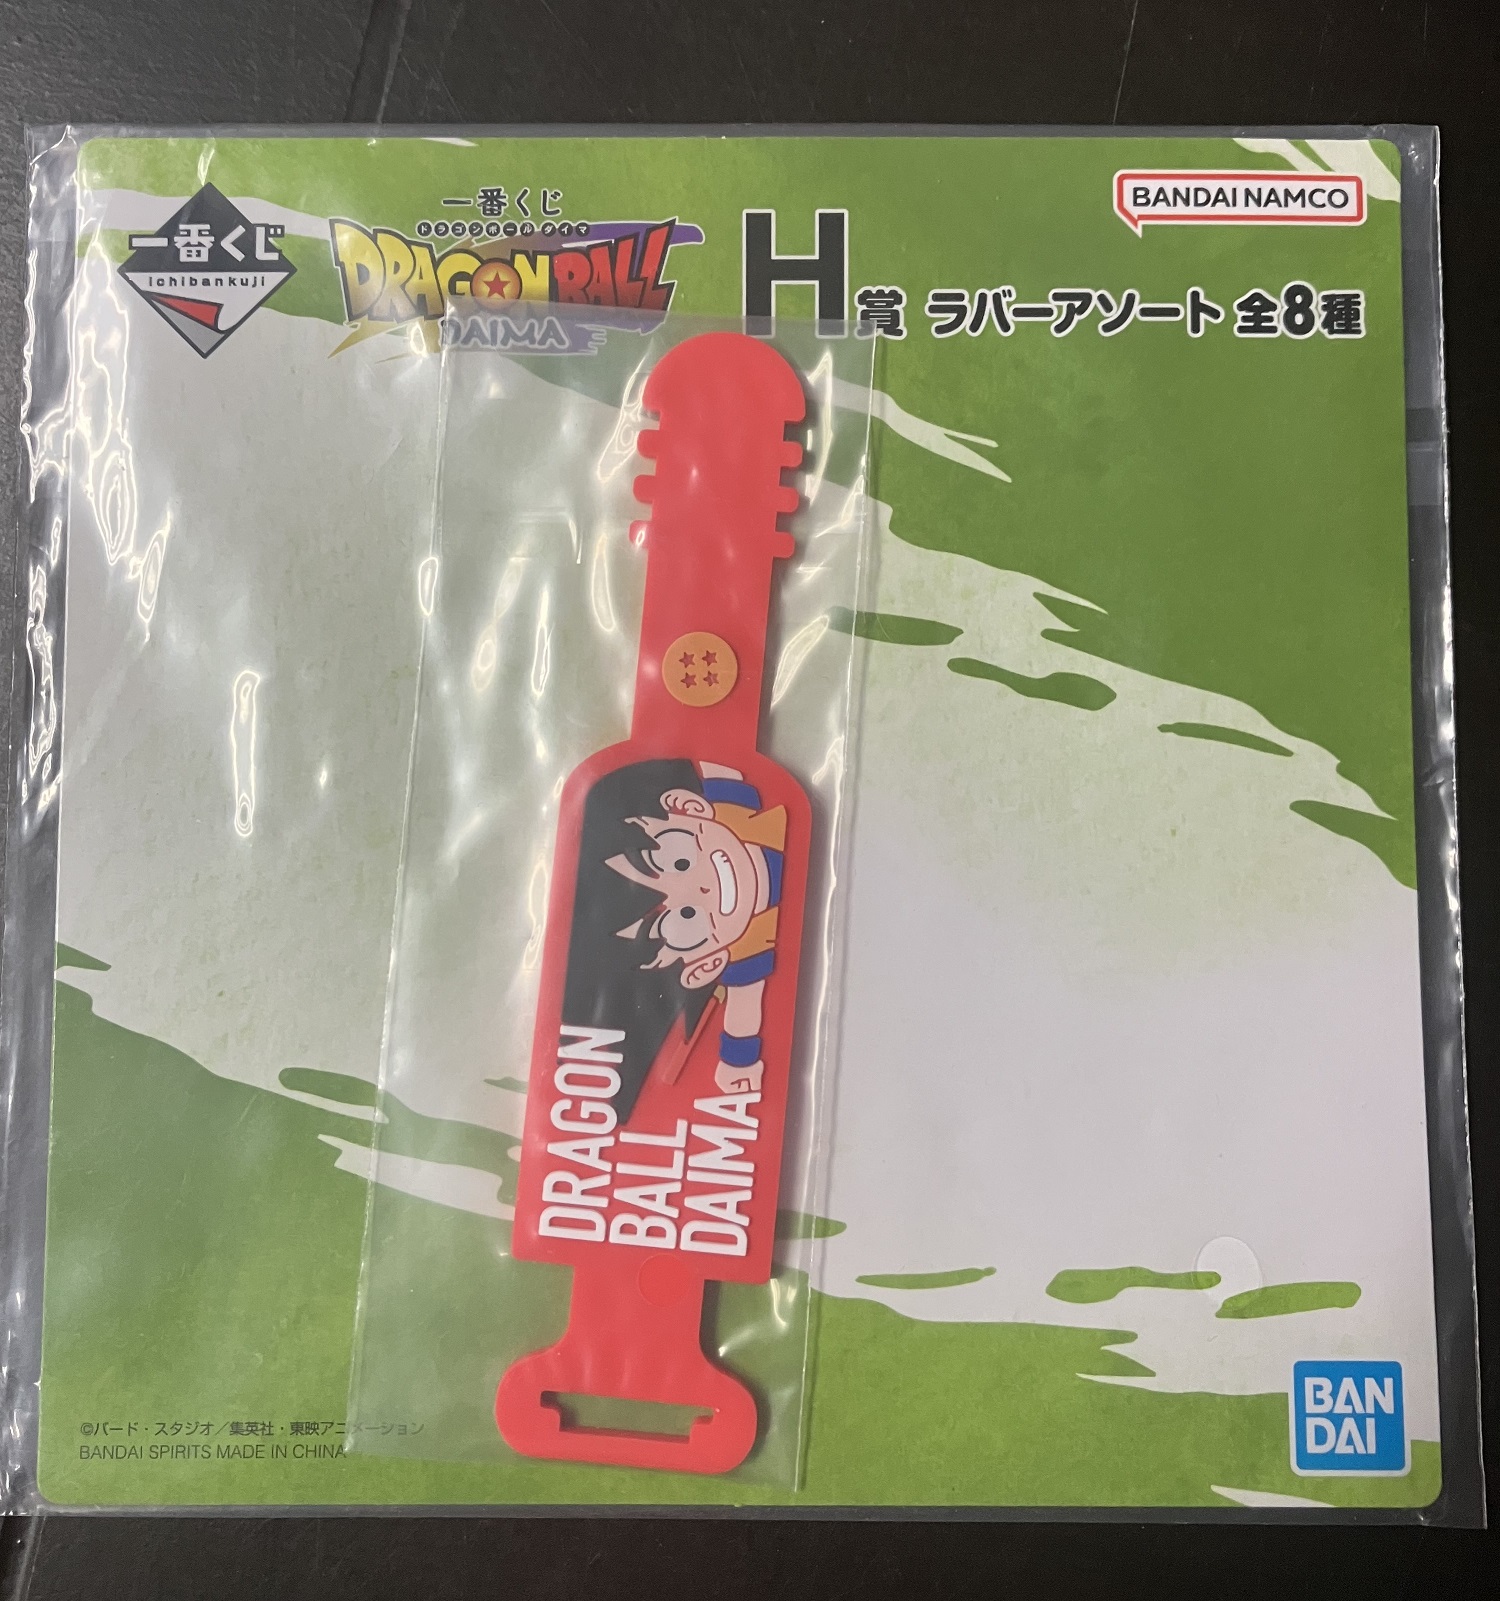 一番くじ
ichibankuji
一番くじ
ドラゴンボール ダイマ
DRAGON BALL
DAIMA
H賞 ラバーアソート 全8種
BANDAI NAMCO
DRAGON
BALL
DAIMA
©バード・スタジオ／集英社・東映アニメーション
BANDAI SPIRITS MADE IN CHINA
BAN
DAI